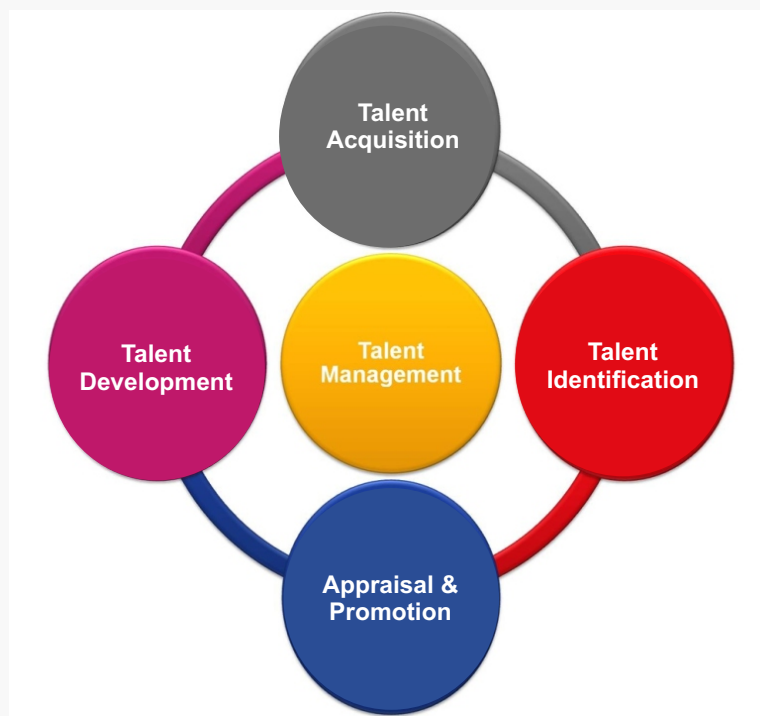 Talent
Acquisition
Talent
Development
Talent
Management
Talent
Identification
Appraisal &
Promotion